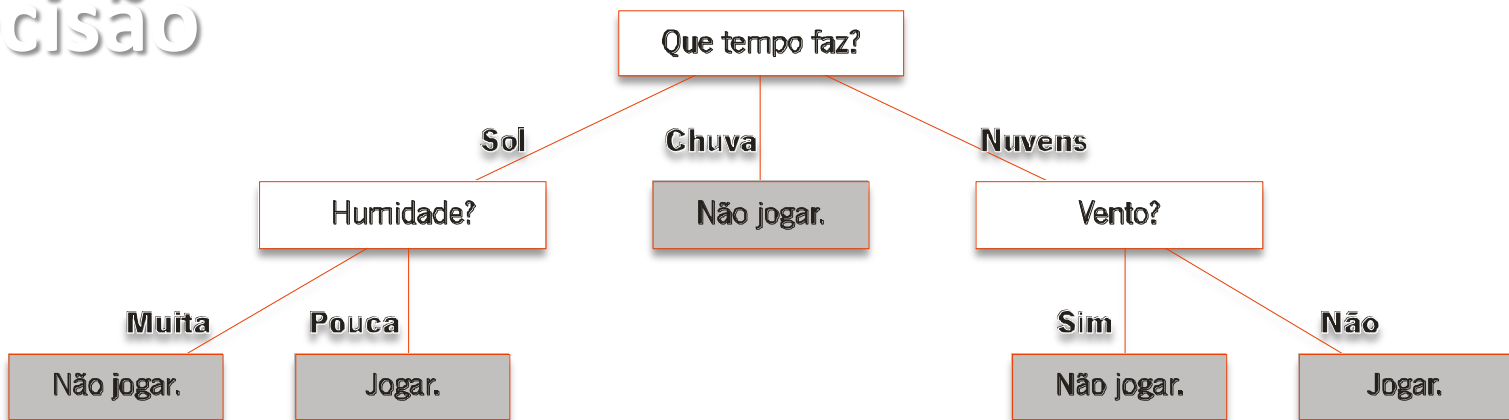 cisão
Que tempo faz?
Sol
Chuva
Nuvens
Humidade?
Não jogar.
Vento?
Muita
Pouca
Sim
Não
Não jogar.
Jogar.
Não jogar.
Jogar.